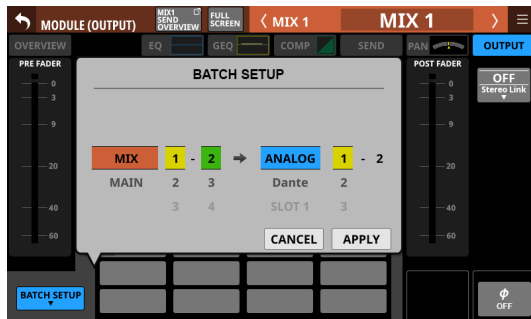 MODULE (OUTPUT)
MIX1
SEND
OVERVIEW
FULL
SCREEN
MIX 1
MIX 1
OVERVIEW
EQ
GEQ
COMP
SEND
PAN
OUTPUT
PRE FADER
0
3
9
20
40
60
BATCH SETUP
MIX 1 - 2 ➔ ANALOG 1 - 2
MAIN 2 3 Dante 2
3 4 SLOT 1 3
CANCEL APPLY
POST FADER
0
3
9
20
40
60
OFF
Stereo Link
BATCH SETUP
Φ
OFF